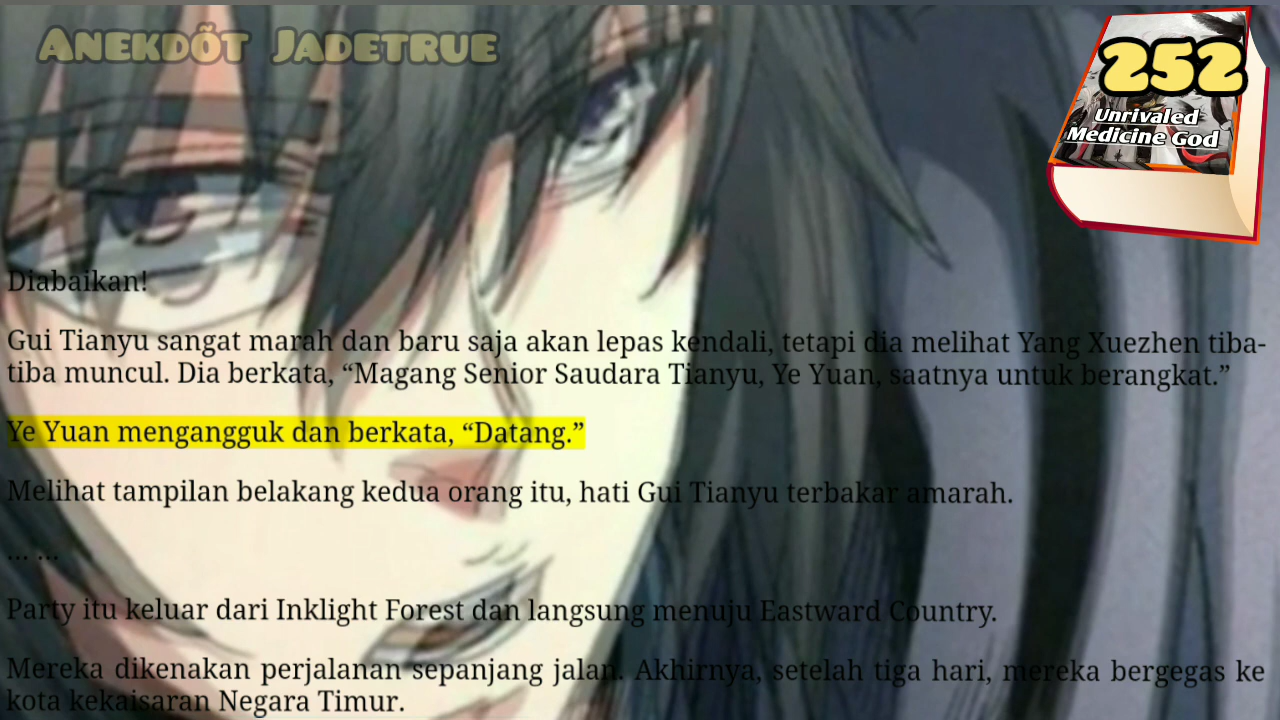 Anekdõt Jadetrue
252
Unrivaled
Medicine God
Diabaikan!
Gui Tianyu sangat marah dan baru saja akan lepas kendali, tetapi dia melihat Yang Xuezhen tiba-
tiba muncul. Dia berkata, “Magang Senior Saudara Tianyu, Ye Yuan, saatnya untuk berangkat.”
Ye Yuan mengangguk dan berkata, “Datang.”
Melihat tampilan belakang kedua orang itu, hati Gui Tianyu terbakar amarah.
... ...
Party itu keluar dari Inklight Forest dan langsung menuju Eastward Country.
Mereka dikenakan perjalanan sepanjang jalan. Akhirnya, setelah tiga hari, mereka bergegas ke
kota kekaisaran Negara Timur.